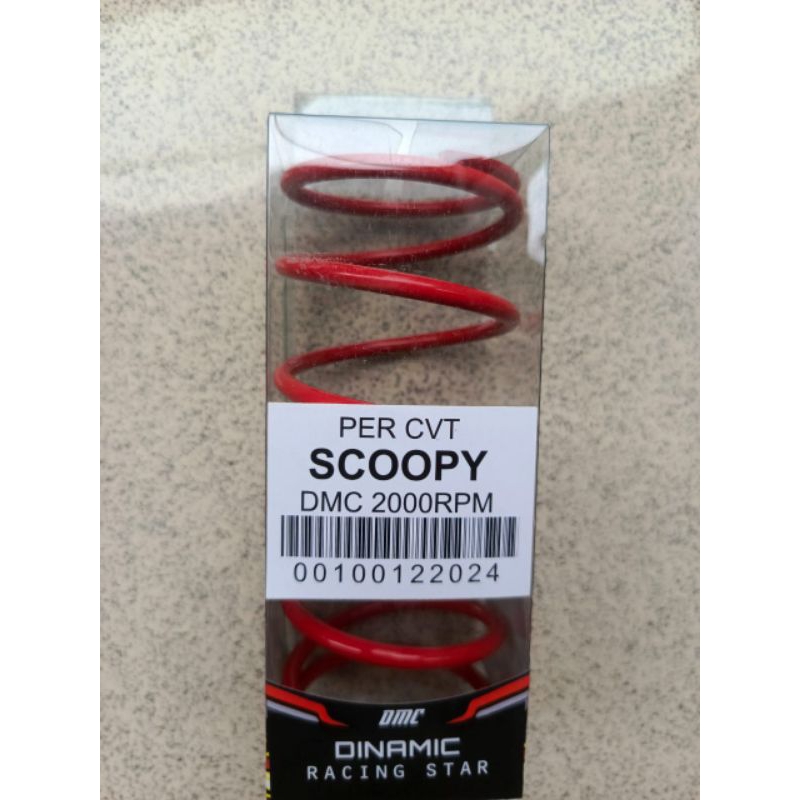 PER CVT
SCOOPY
DMC 2000RPM
00100122024
DMC
DINAMIC
RACING STAR